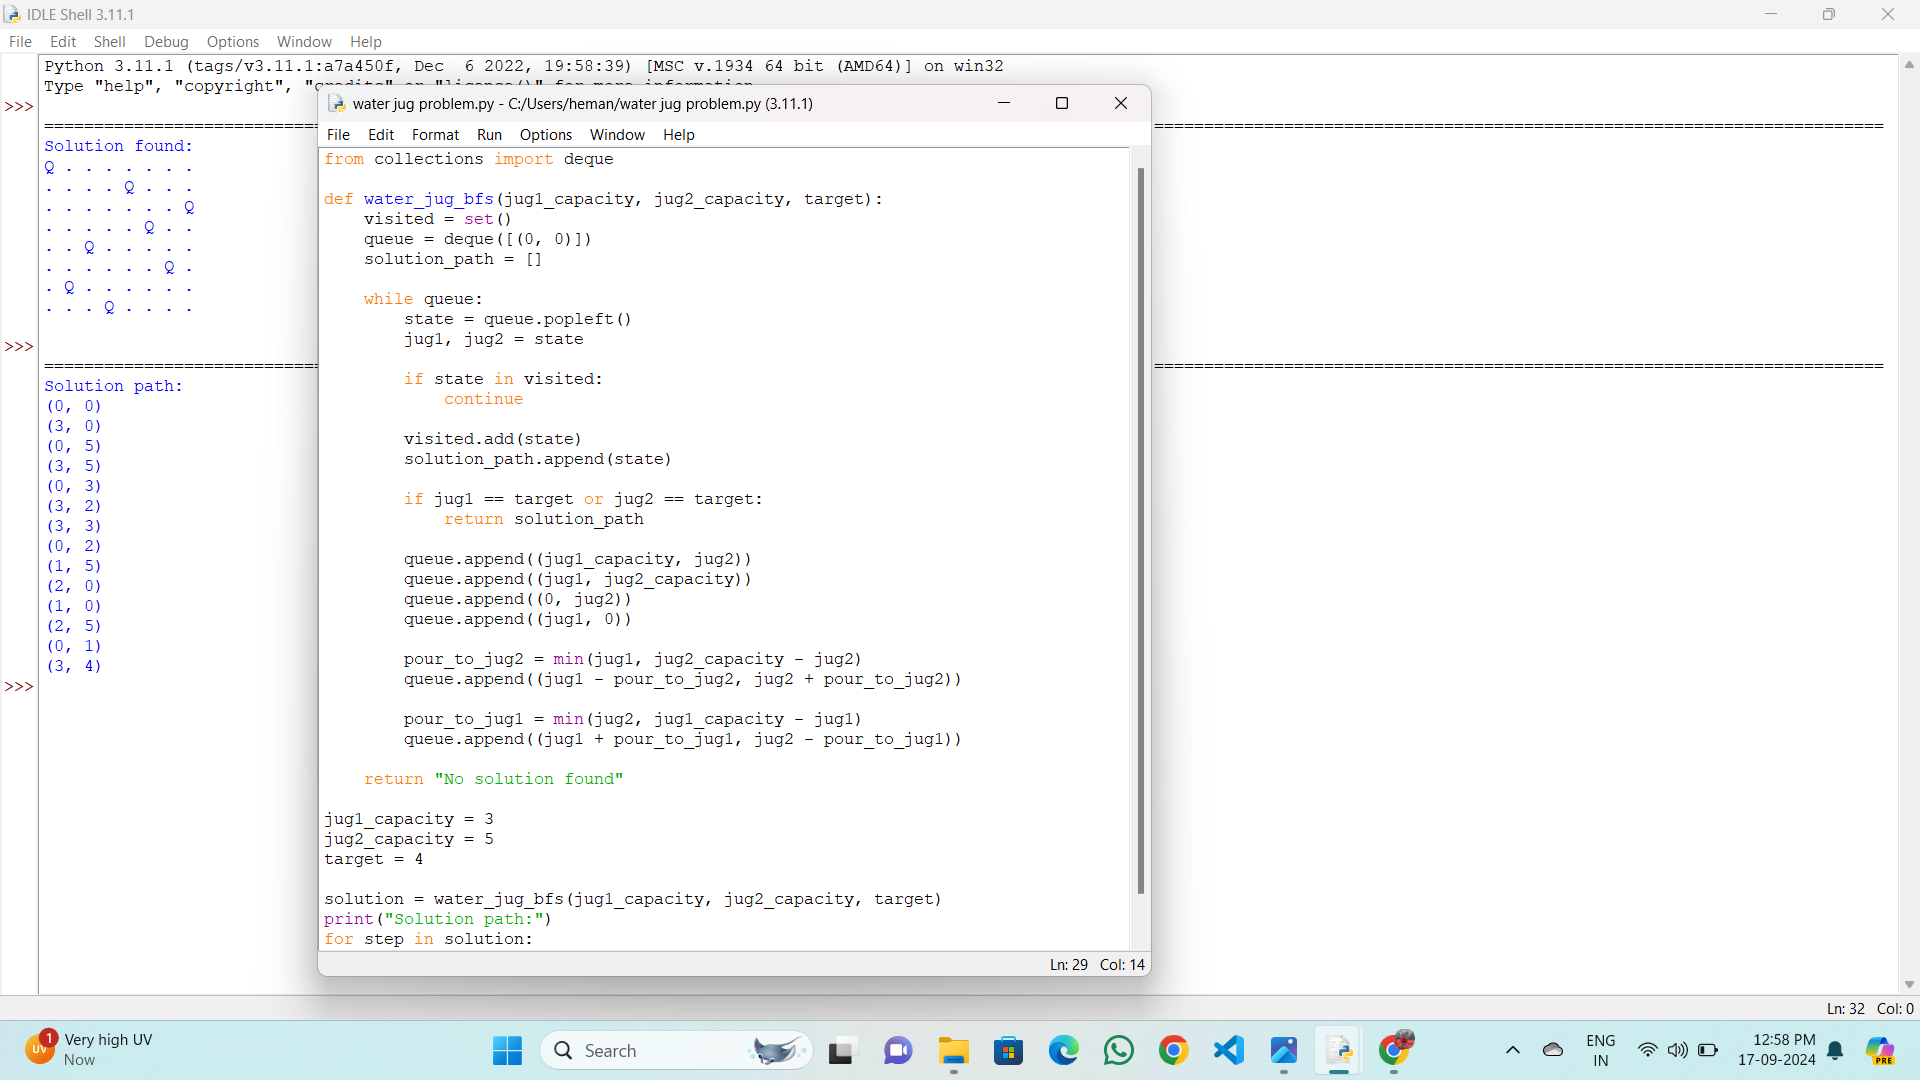 IDLE Shell 3.11.1
File Edit Shell Debug Options Window Help
Python 3.11.1 (tags/v3.11.1:a7a450f, Dec  6 2022, 19:58:39) [MSC v.1934 64 bit (AMD64)] on win32
Type "help", "copyright", "credits" or "license()" for more information.
>>>
Solution found:
Q . . . . . . .
. . . . Q . . .
. . . . . . . Q
. . . . . Q . .
. . Q . . . . .
. . . . . . Q .
. Q . . . . . .
. . . Q . . . .
>>>
Solution path:
(0, 0)
(3, 0)
(0, 5)
(3, 5)
(0, 3)
(3, 2)
(3, 3)
(0, 2)
(1, 5)
(2, 0)
(1, 0)
(2, 5)
(0, 1)
(3, 4)
>>>
water jug problem.py - C:/Users/heman/water jug problem.py (3.11.1)
File Edit Format Run Options Window Help
from collections import deque
def water_jug_bfs(jug1_capacity, jug2_capacity, target):
    visited = set()
    queue = deque([(0, 0)])
    solution_path = []
    while queue:
        state = queue.popleft()
        jug1, jug2 = state
        if state in visited:
            continue
        visited.add(state)
        solution_path.append(state)
        if jug1 == target or jug2 == target:
            return solution_path
        queue.append((jug1_capacity, jug2))
        queue.append((jug1, jug2_capacity))
        queue.append((0, jug2))
        queue.append((jug1, 0))
        pour_to_jug2 = min(jug1, jug2_capacity - jug2)
        queue.append((jug1 - pour_to_jug2, jug2 + pour_to_jug2))
        pour_to_jug1 = min(jug2, jug1_capacity - jug1)
        queue.append((jug1 + pour_to_jug1, jug2 - pour_to_jug1))
    return "No solution found"
jug1_capacity = 3
jug2_capacity = 5
target = 4
solution = water_jug_bfs(jug1_capacity, jug2_capacity, target)
print("Solution path:")
for step in solution:
Ln: 29 Col: 14
Ln: 32 Col: 0
UV 1
Very high UV
Now
Search
PRE
ENG
IN
12:58 PM
17-09-2024